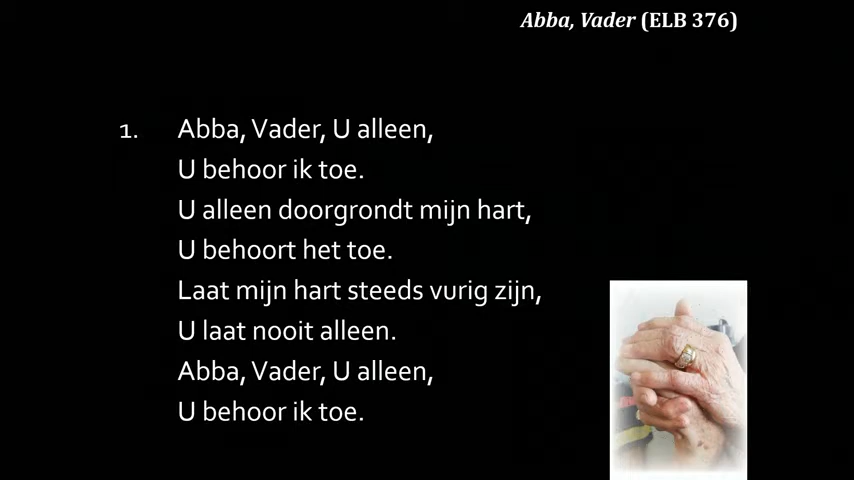 Abba, Vader (ELB 376)
1. Abba, Vader, U alleen,
U behoor ik toe.
U alleen doorgrondt mijn hart,
U behoort het toe.
Laat mijn hart steeds vurig zijn,
U laat nooit alleen.
Abba, Vader, U alleen,
U behoor ik toe.